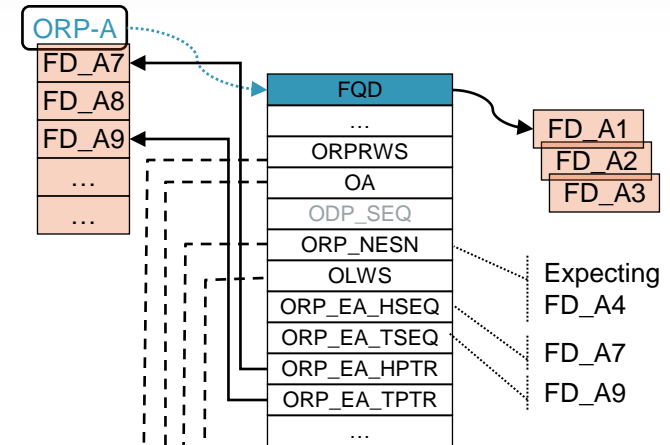 ORP-A
FD_A7
FD_A8
FD_A9
…
…
FQD
…
ORPRWS
OA
ODP_SEQ
ORP_NESN
OLWS
ORP_EA_HSEQ
ORP_EA_TSEQ
ORP_EA_HPTR
ORP_EA_TPTR
…
FD_A1
FD_A2
FD_A3
Expecting
FD_A4
FD_A7
FD_A9